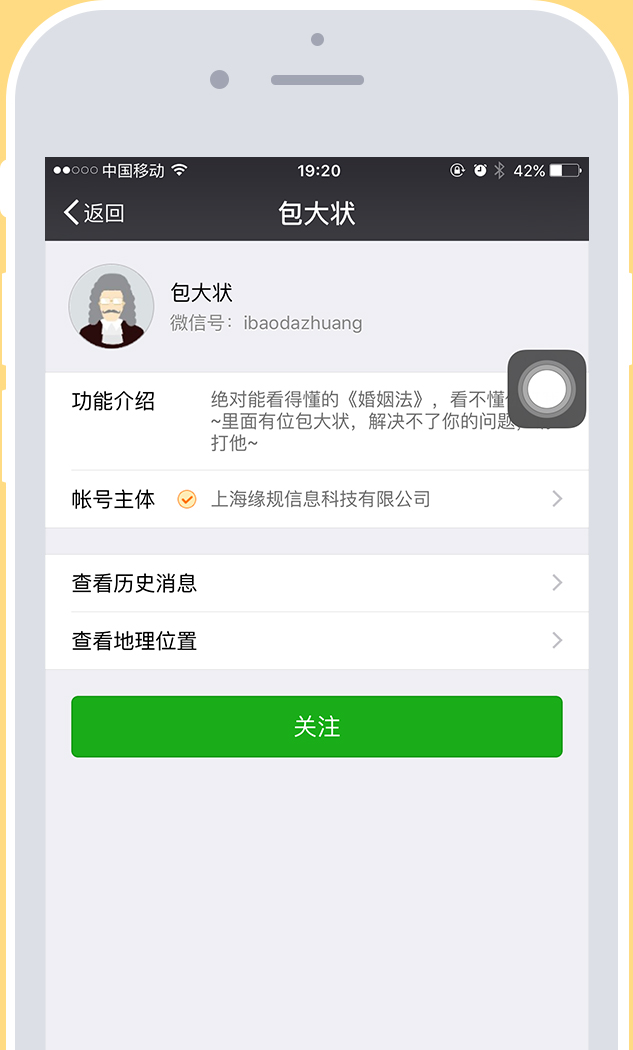 中国移动
19:20
42%
返回
包大状
包大状
微信号：ibaodazhuang
功能介绍
绝对能看得懂的《婚姻法》，看不懂
~里面有位包大状，解决不了你的问题，
打他~
帐号主体
上海缘规信息科技有限公司
查看历史消息
查看地理位置
关注